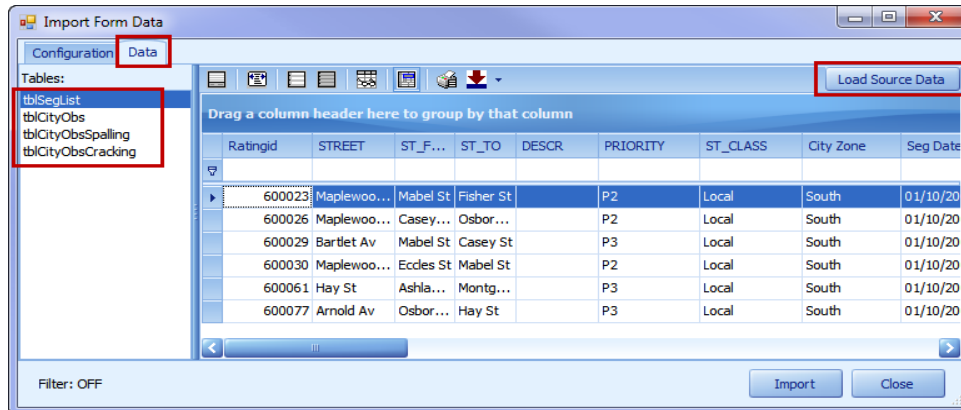 Import Form Data
Configuration Data
Tables:
Load Source Data
tblSegList
tblCityObs
tblCityObsSpalling
tblCityObsCracking
Drag a column header here to group by that column
Ratingid STREET ST_F... ST_TO DESCR PRIORITY ST_CLASS City Zone Seg Date
600023 Maplewoo... Mabel St Fisher St P2 Local South 01/10/20
600026 Maplewoo... Casey... Osbor... P2 Local South 01/10/20
600029 Bartlet Av Mabel St Casey St P3 Local South 01/10/20
600030 Maplewoo... Eccles St Mabel St P2 Local South 01/10/20
600061 Hay St Ashla... Montg... P3 Local South 01/10/20
600077 Arnold Av Osbor... Hay St P3 Local South 01/10/20
Filter: OFF
Import Close